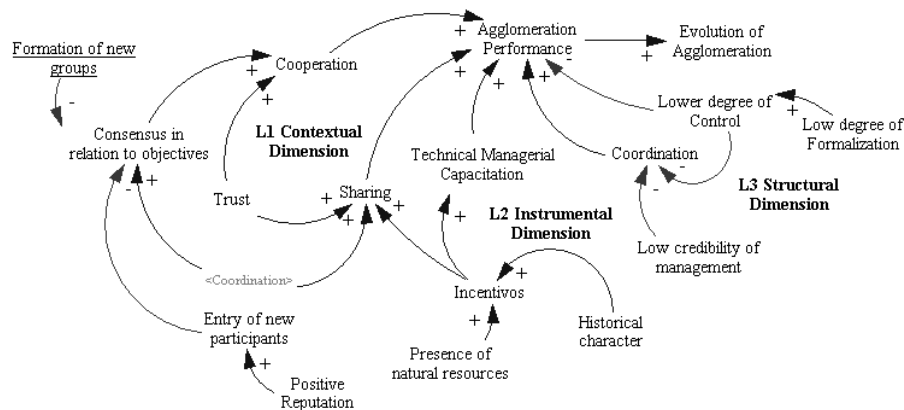 Formation of new
groups
-
Consensus in
relation to objectives
-
+
+
Cooperation
+
L1 Contextual
Dimension
Trust
<Coordination>
Entry of new
participants
+
Positive
Reputation
+
Sharing
+
+
+
Agglomeration
Performance
+
+
-
+
+
Evolution of
Agglomeration
Technical Managerial
Capacitation
+
L2 Instrumental
Dimension
Incentivos
+
+
Presence of
natural resources
Historical
character
Lower degree of
Control
+
Low degree of
Formalization
Coordination
-
-
L3 Structural
Dimension
Low credibility of
management